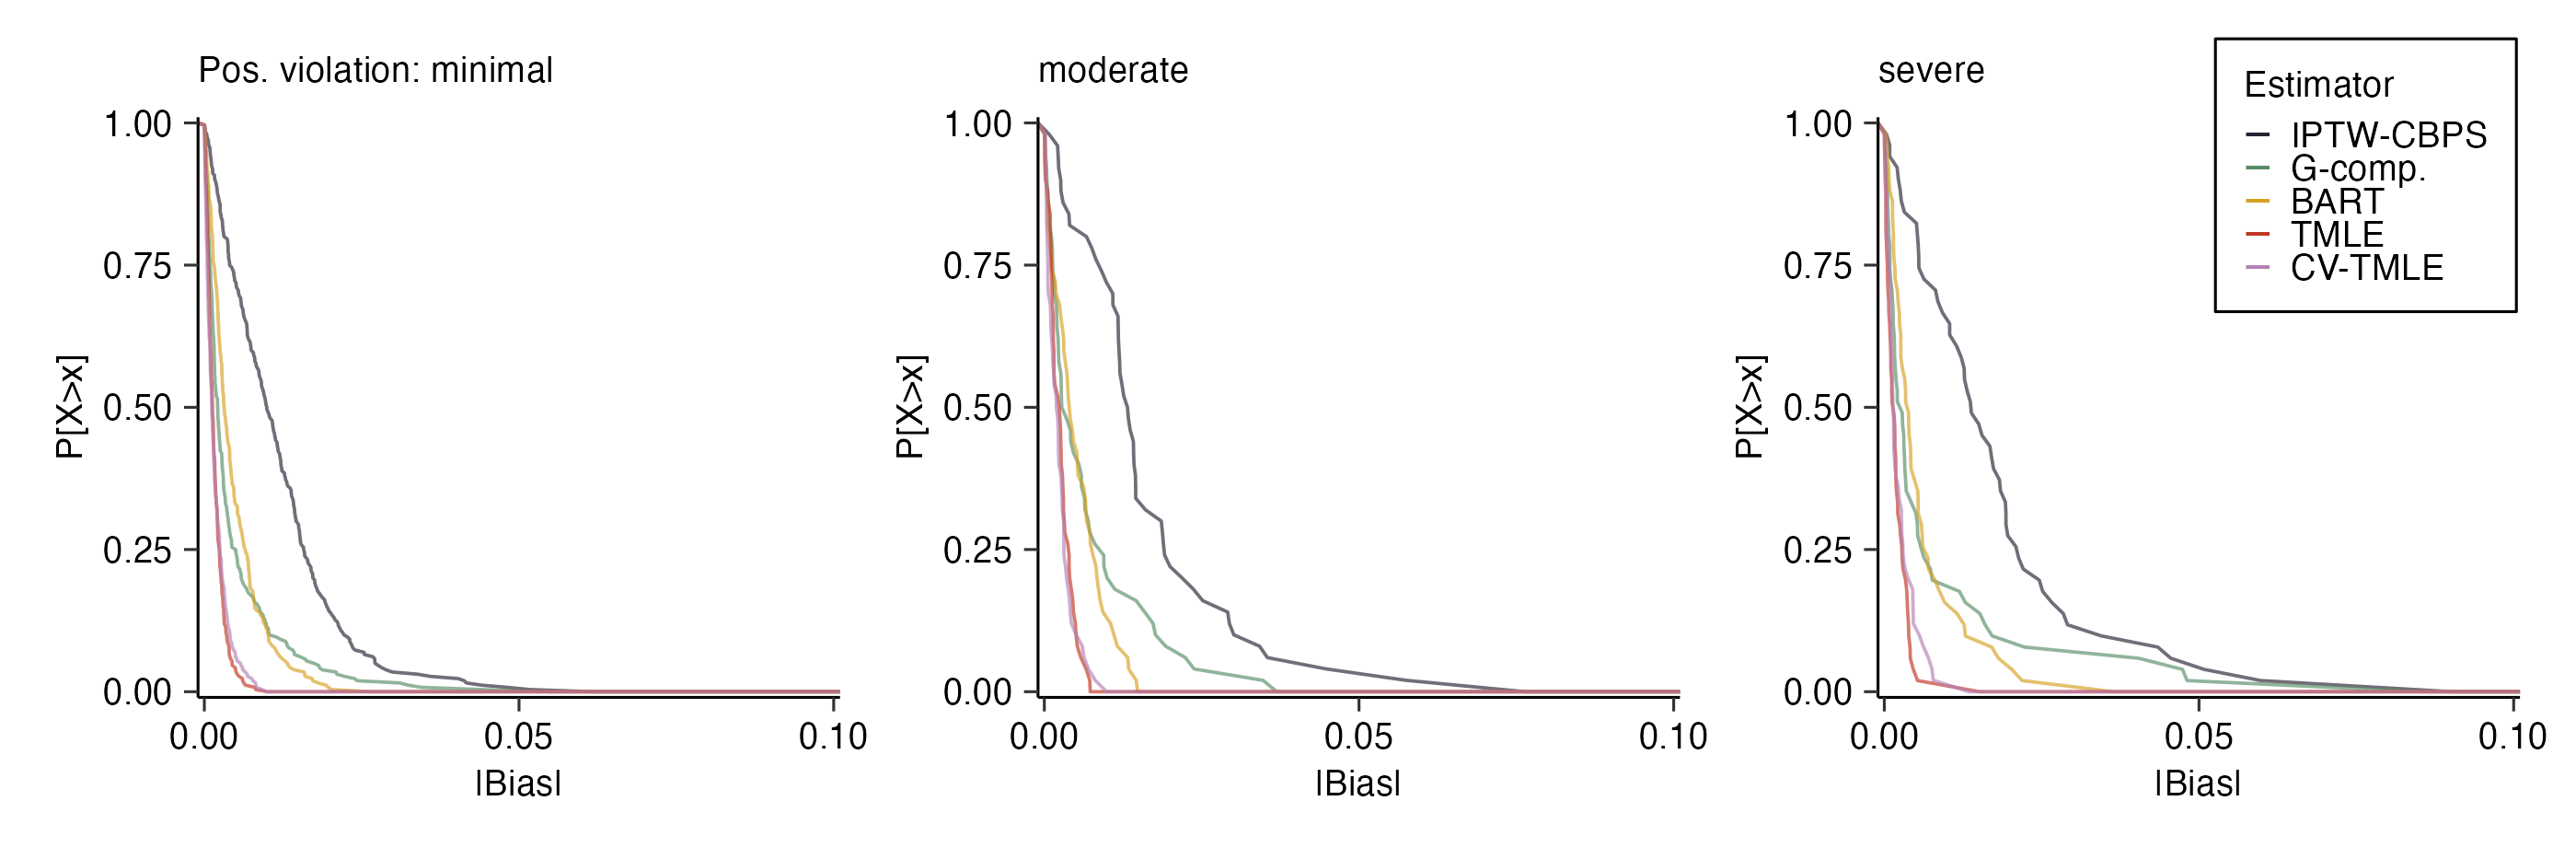 Pos. violation: minimal
1.00
0.75
0.50
0.25
0.00
P[X>x]
0.00 0.05 0.10
|Bias|
moderate
1.00
0.75
0.50
0.25
0.00
P[X>x]
0.00 0.05 0.10
|Bias|
severe
1.00
0.75
0.50
0.25
0.00
P[X>x]
0.00 0.05 0.10
|Bias|
Estimator
IPTW-CBPS
G-comp.
BART
TMLE
CV-TMLE